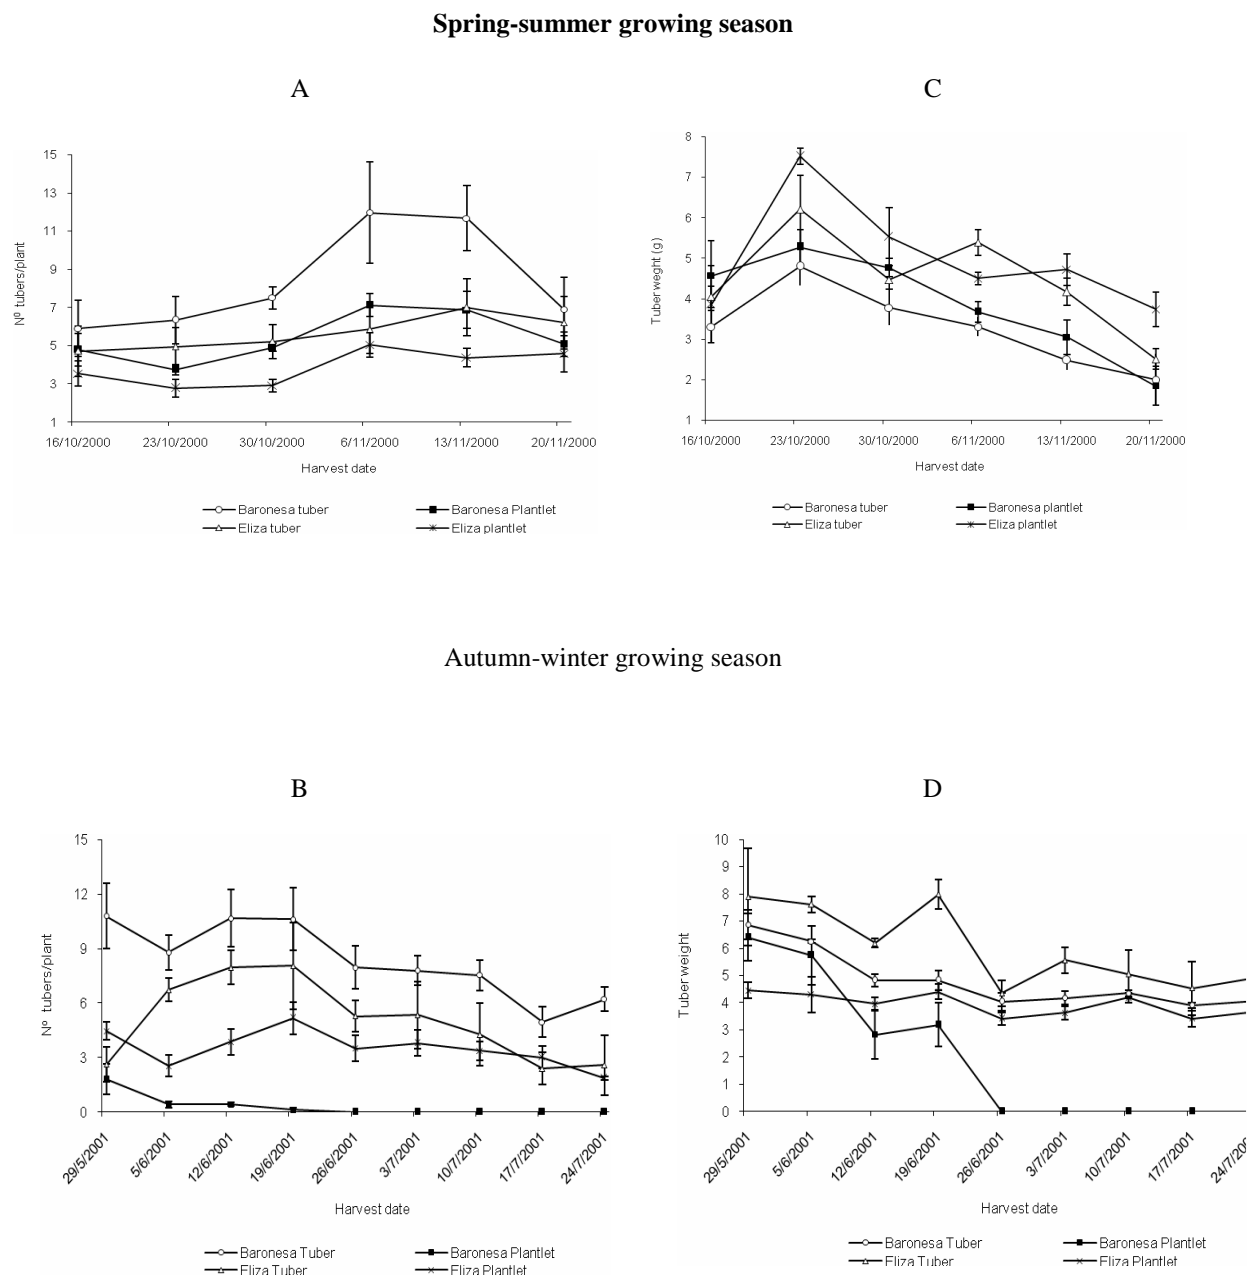 Spring-summer growing season
A
C
15
13
11
9
7
5
3
1
Nº tubers/plant
16/10/2000 23/10/2000 30/10/2000 6/11/2000 13/11/2000 20/11/2000
Harvest date
Baronesa tuber Baronesa Plantlet
Eliza tuber Eliza plantlet
8
7
6
5
4
3
2
1
Tuber weght (g)
16/10/2000 23/10/2000 30/10/2000 6/11/2000 13/11/2000 20/11/2000
Harvest date
Baronesa tuber Baronesa plantlet
Eliza tuber Eliza plantlet
Autumn-winter growing season
B
D
15
12
9
6
3
0
Nº tubers/plant
29/5/2001 5/6/2001 12/6/2001 19/6/2001 26/6/2001 3/7/2001 10/7/2001 17/7/2001 24/7/2001
Harvest date
Baronesa Tuber Baronesa Plantlet
Eliza Tuber Eliza Plantlet
10
9
8
7
6
5
4
3
2
1
0
Tuber weight
29/5/2001 5/6/2001 12/6/2001 19/6/2001 26/6/2001 3/7/2001 10/7/2001 17/7/2001 24/7/200
Harvest date
Baronesa Tuber Baronesa Plantlet
Eliza Tuber Eliza Plantlet